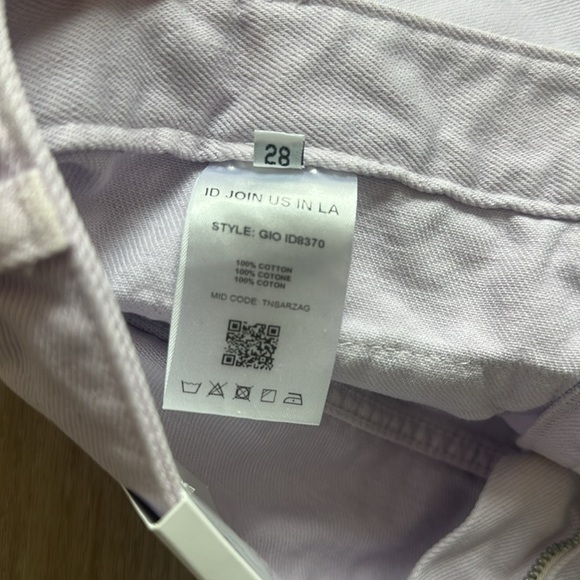 28
ID JOIN US IN LA
STYLE: GIO ID8370
100% COTTON
100% COTONE
100% COTON
MID CODE: TNSARZAG